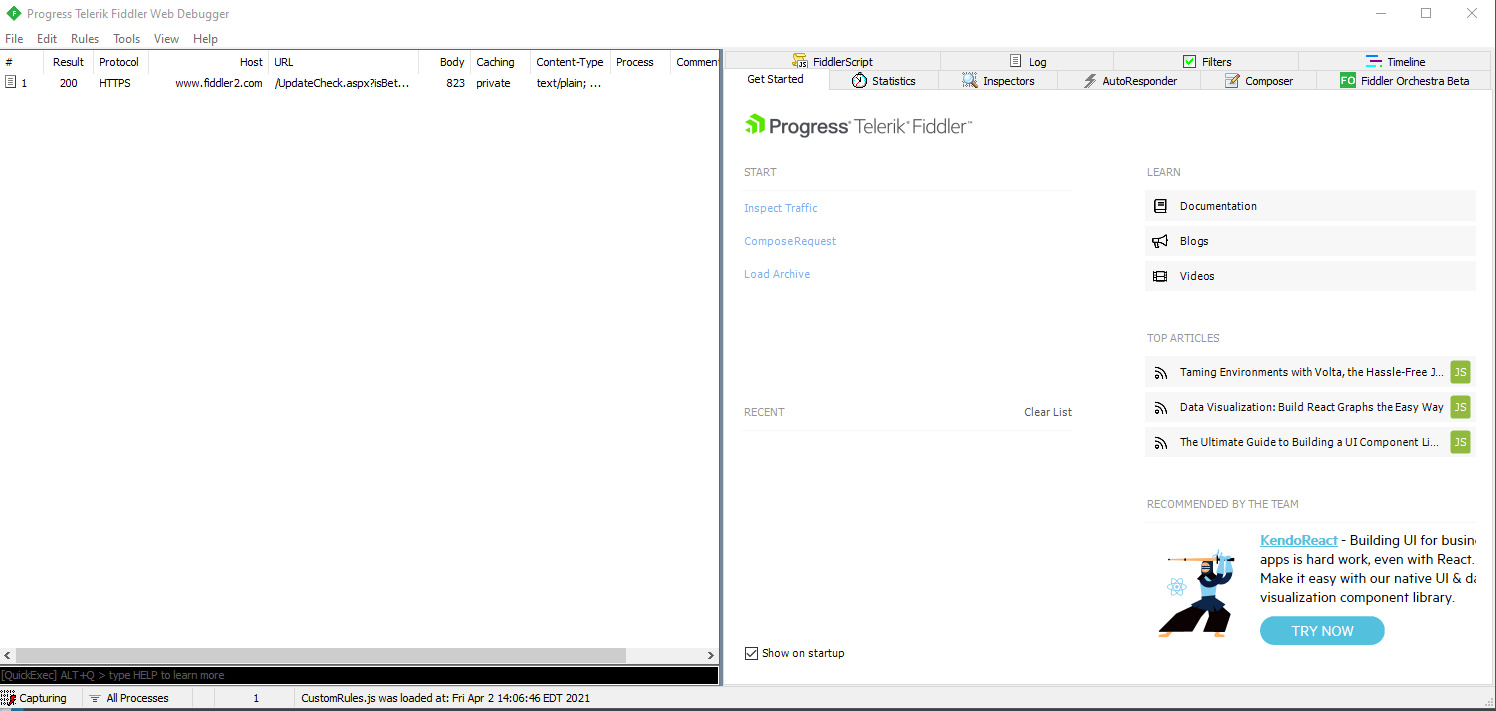 Progress Telerik Fiddler Web Debugger
File Edit Rules Tools View Help
# Result Protocol Host URL Body Caching Content-Type Process Commen
1 200 HTTPS www.fiddler2.com /UpdateCheck.aspx?isBet... 823 private text/plain; ...
FiddlerScript Log Filters Timeline
Get Started Statistics Inspectors AutoResponder Composer FO Fiddler Orchestra Beta
Progress® Telerik® Fiddler™
START
Inspect Traffic
Compose Request
Load Archive
RECENT Clear List
Show on startup
LEARN
Documentation
Blogs
Videos
TOP ARTICLES
Taming Environments with Volta, the Hassle-Free J... JS
Data Visualization: Build React Graphs the Easy Way JS
The Ultimate Guide to Building a UI Component Li... JS
RECOMMENDED BY THE TEAM
KendoReact - Building UI for busin
apps is hard work, even with React.
Make it easy with our native UI & da
visualization component library.
TRY NOW
[QuickExec] ALT+Q > type HELP to learn more
Capturing All Processes 1 CustomRules.js was loaded at: Fri Apr 2 14:06:46 EDT 2021